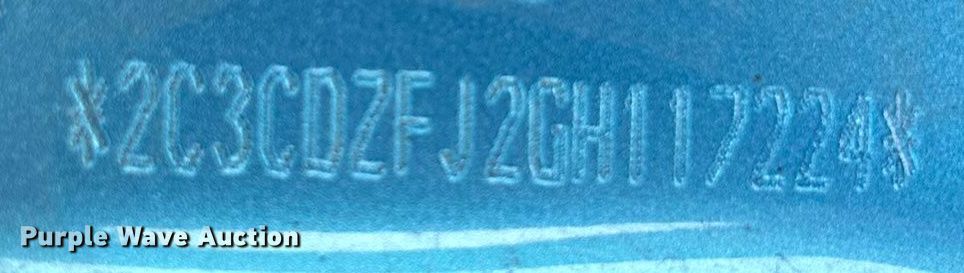 *2C3CDZFJ2GH117224*
Purple Wave Auction